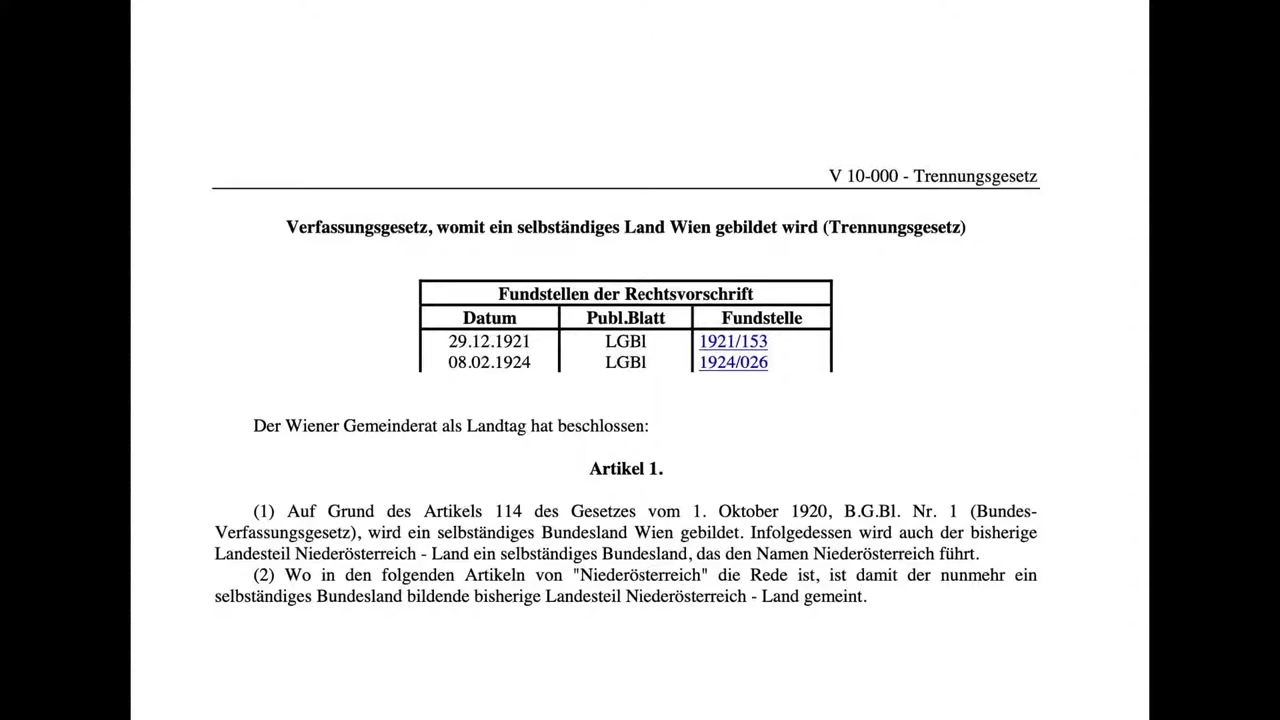 V 10-000 - Trennungsgesetz
Verfassungsgesetz, womit ein selbständiges Land Wien gebildet wird (Trennungsgesetz)
Fundstellen der Rechtsvorschrift
Datum Publ.Blatt Fundstelle
29.12.1921 LGBl 1921/153
08.02.1924 LGBl 1924/026
Der Wiener Gemeinderat als Landtag hat beschlossen:
Artikel 1.
(1) Auf Grund des Artikels 114 des Gesetzes vom 1. Oktober 1920, B.G.Bl. Nr. 1 (Bundes-
Verfassungsgesetz), wird ein selbständiges Bundesland Wien gebildet. Infolgedessen wird auch der bisherige
Landesteil Niederösterreich - Land ein selbständiges Bundesland, das den Namen Niederösterreich führt.
(2) Wo in den folgenden Artikeln von "Niederösterreich" die Rede ist, ist damit der nunmehr ein
selbständiges Bundesland bildende bisherige Landesteil Niederösterreich - Land gemeint.